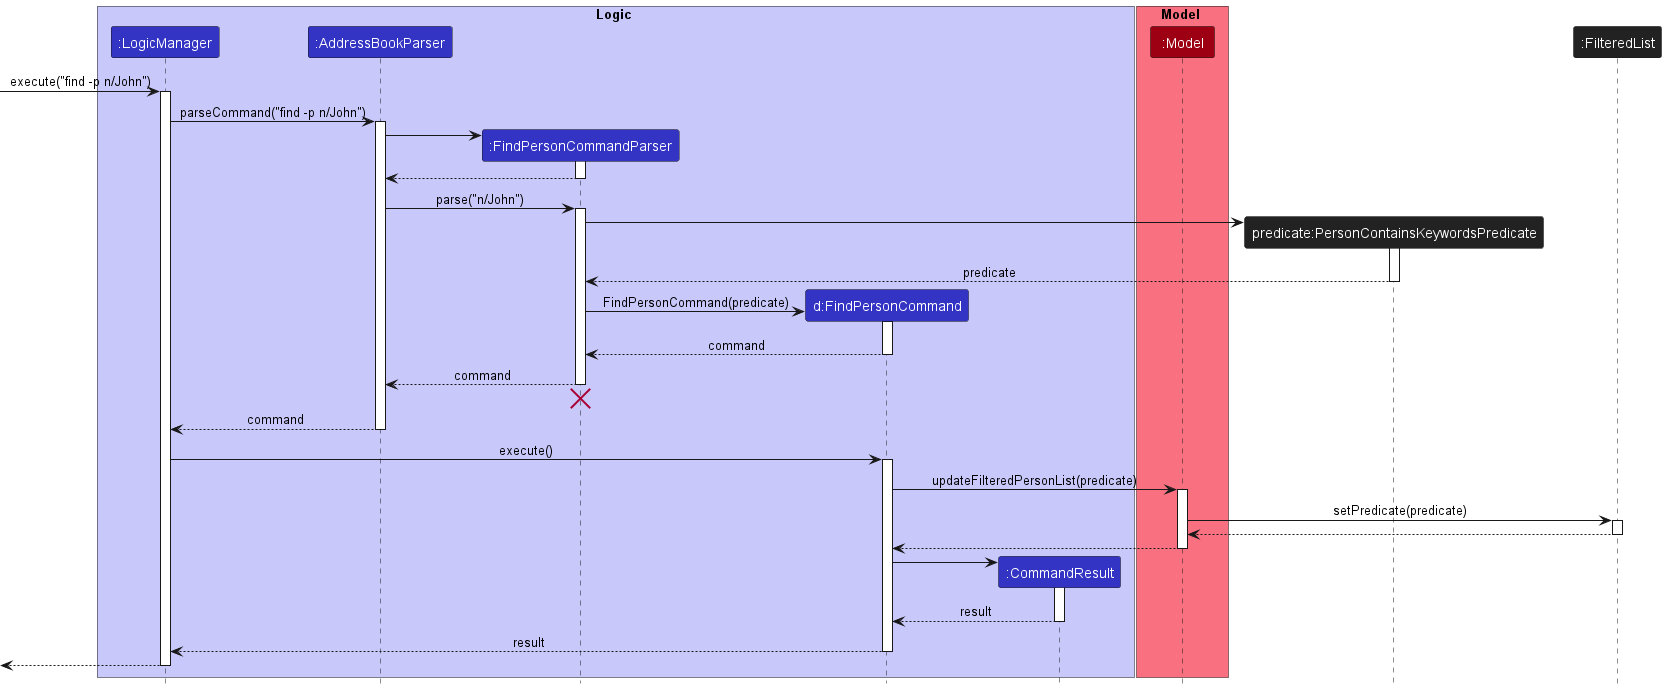 Logic
Model
:LogicManager
:AddressBookParser
:Model
:FilteredList
execute("find -p n/John")
parseCommand("find -p n/John")
:FindPersonCommandParser
parse("n/John")
predicate:PersonContainsKeywordsPredicate
predicate
FindPersonCommand(predicate)
d:FindPersonCommand
command
command
command
execute()
updateFilteredPersonList(predicate)
setPredicate(predicate)
:CommandResult
result
result